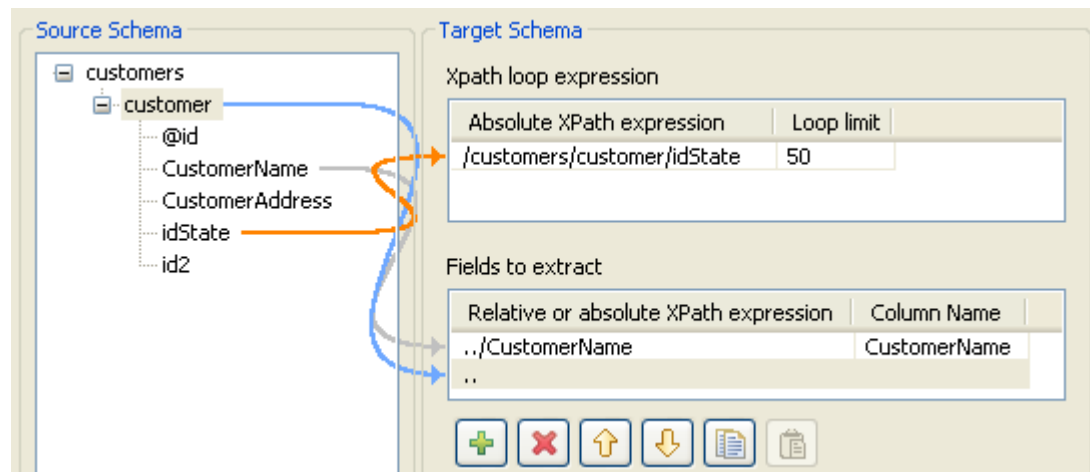 Source Schema
customers
customer
@id
CustomerName
CustomerAddress
idState
id2
Target Schema
Xpath loop expression
Absolute XPath expression Loop limit
/customers/customer/idState 50
Fields to extract
Relative or absolute XPath expression Column Name
../CustomerName CustomerName
..